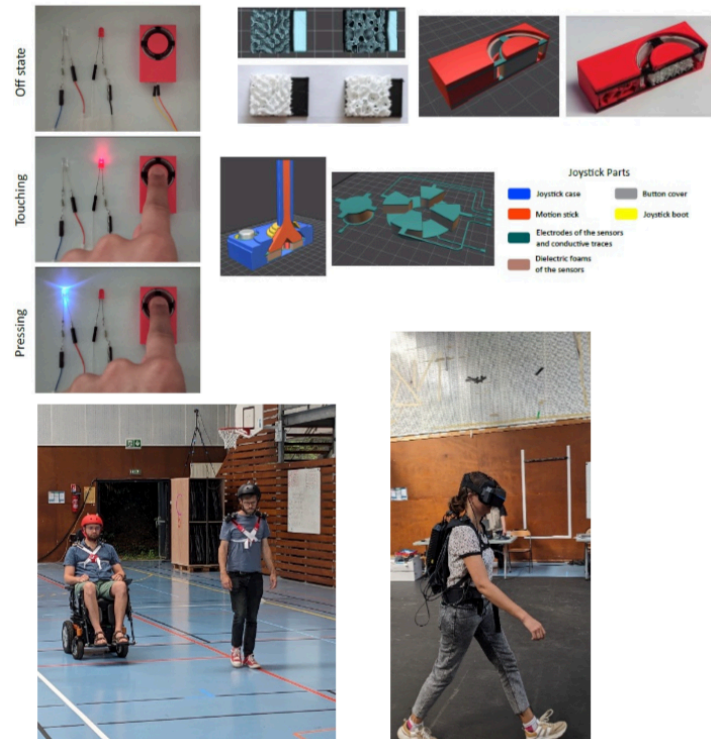 Off state
Touching
Pressing
Joystick Parts
Joystick case
Button cover
Motion stick
Joystick boot
Electrodes of the sensors
and conductive traces
Dielectric foams
of the sensors